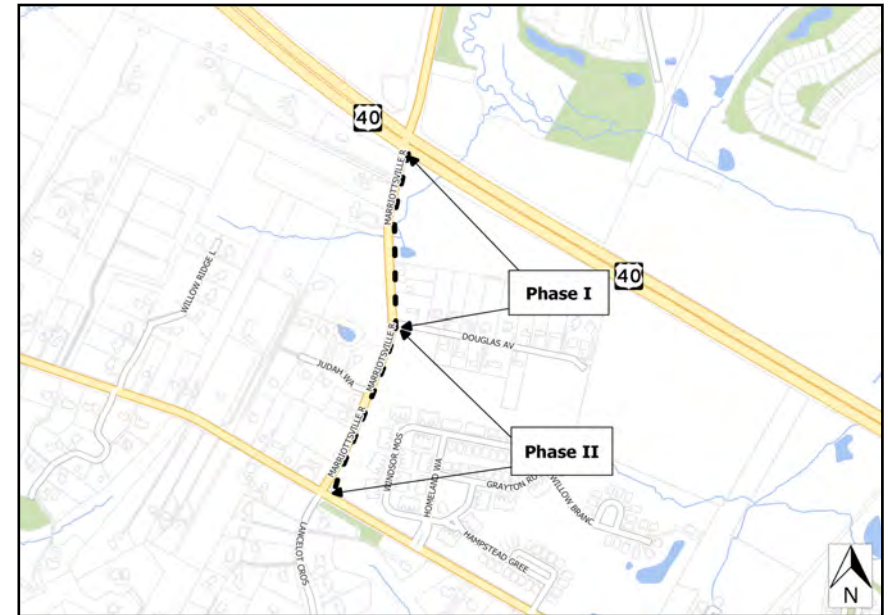 40
MARRIOTTSVILLE R
WILLOW RIDGE L
40
Phase I
MARRIOTTSVILLE R
DOUGLAS AV
JUDAH WA
MARRIOTTSVILLE R
Phase II
WINDSOR MOS
HOMELAND WA
GRAYTON RD
WILLOW BRANC
HAMPSTEAD GREE
LANCELOT CROS
N